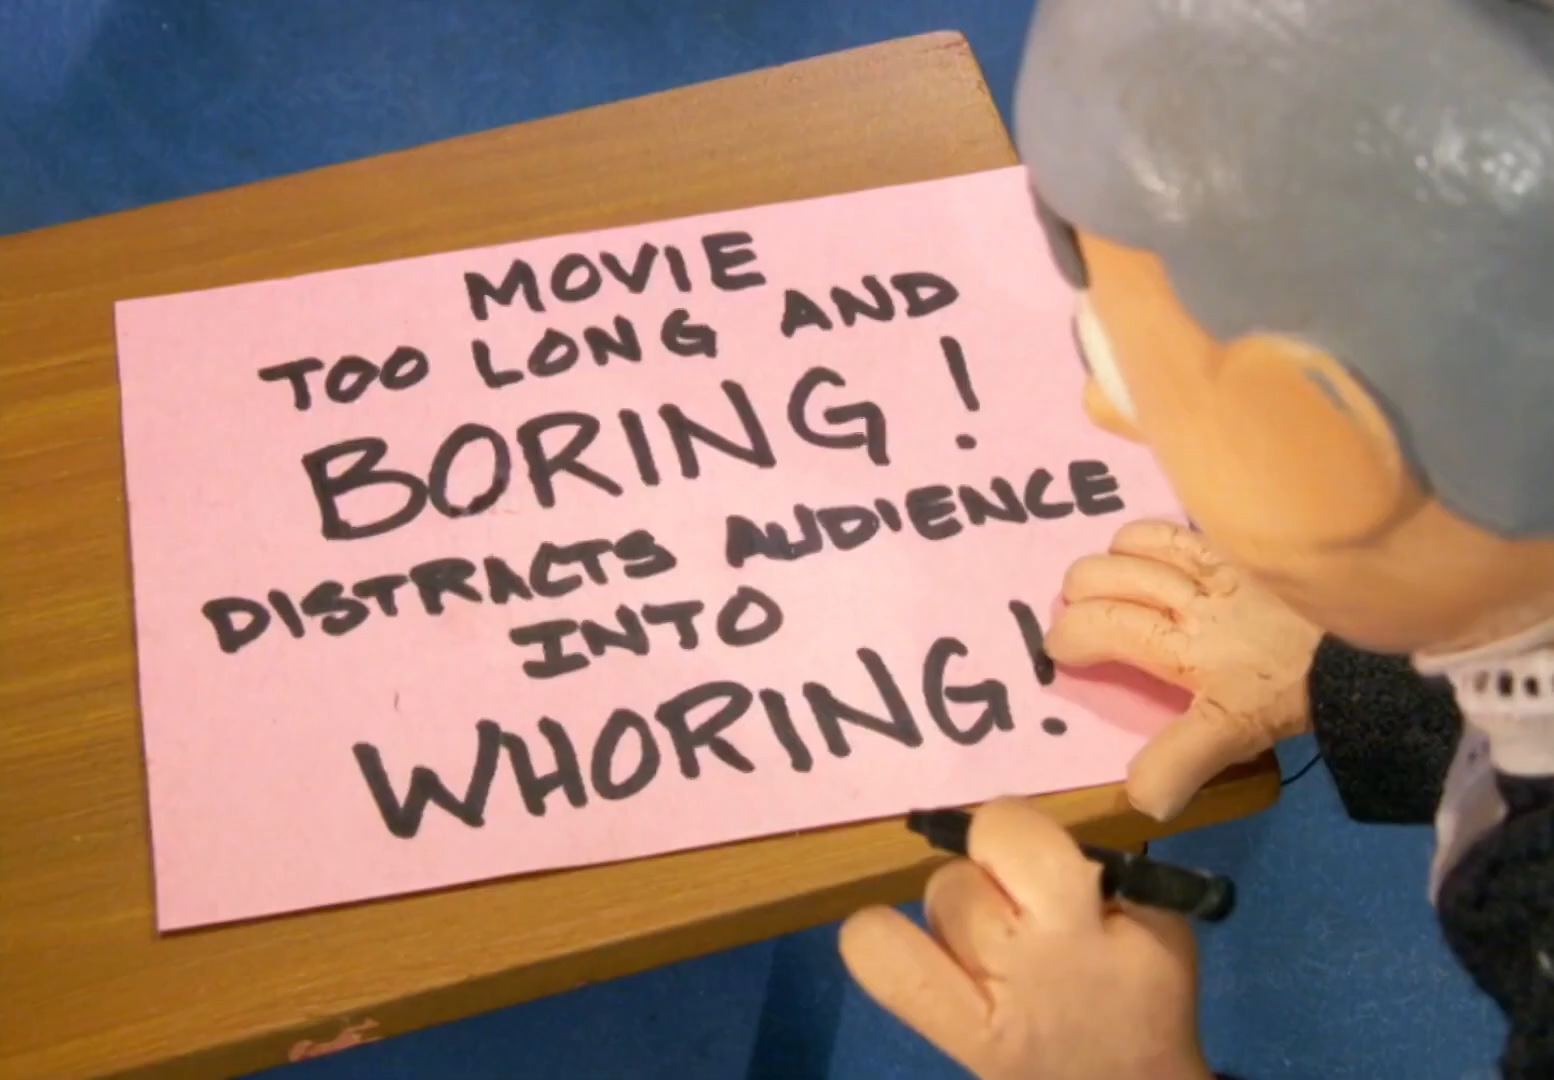 MOVIE
TOO LONG AND
BORING!
DISTRACTS AUDIENCE
INTO
WHORING!